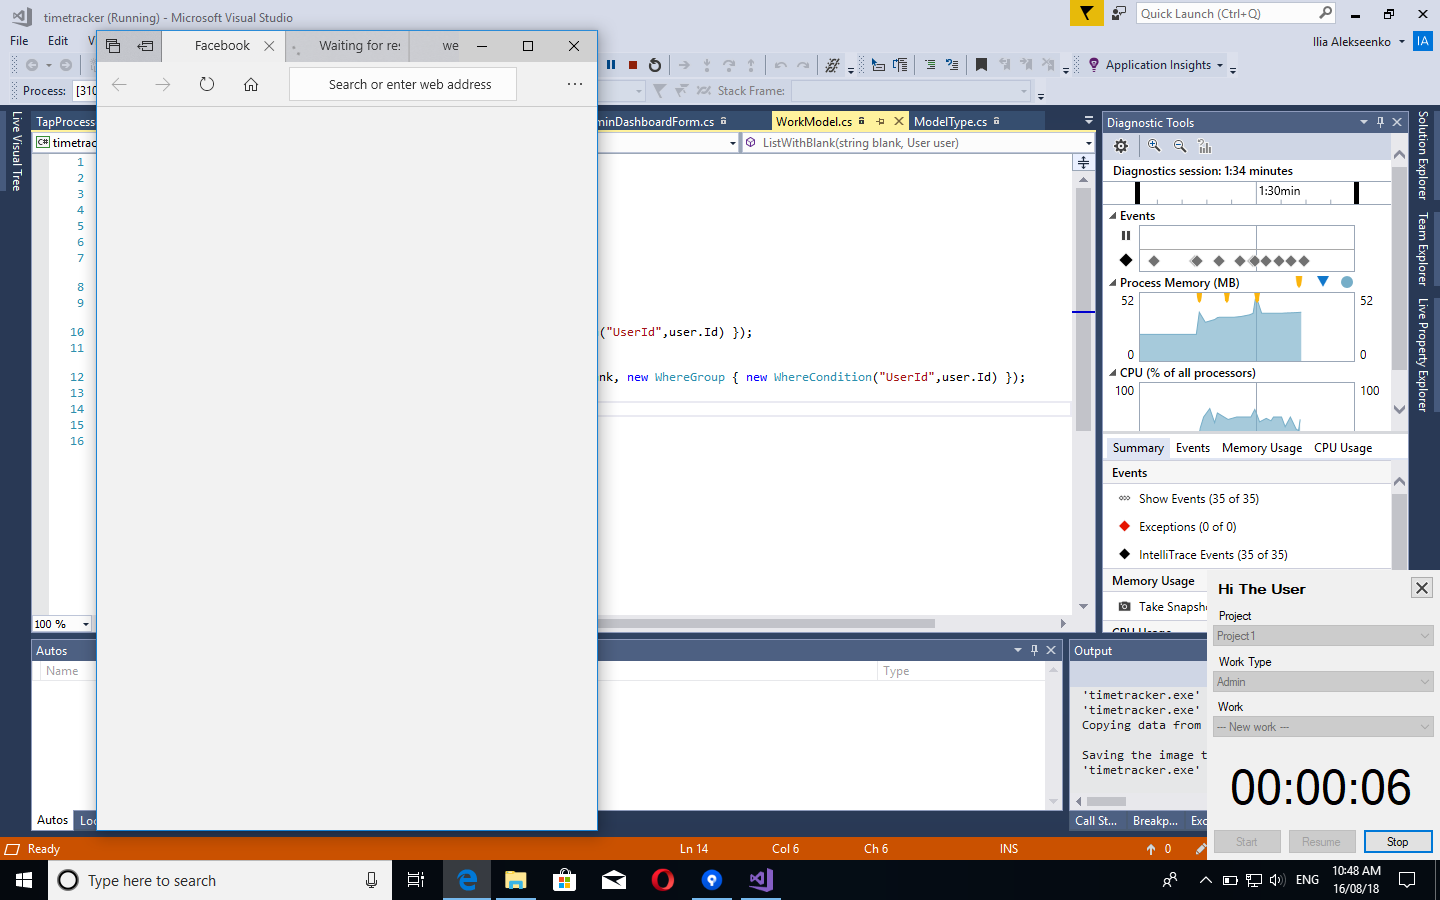 timetracker (Running) - Microsoft Visual Studio
Quick Launch (Ctrl+Q)
File
Edit
Ilia Alekseenko
IA
Facebook
Waiting for res
we
Application Insights
Search or enter web address
Process:
[310
Stack Frame:
TapProcess
minDashboardForm.cs
WorkModel.cs
ModelType.cs
Diagnostic Tools
timetrac
ListWithBlank(string blank, User user)
Live Visual Tree
Solution Explorer
Team Explorer
Live Property Explorer
Diagnostics session: 1:34 minutes
1:30min
Events
Process Memory (MB)
52
52
0
0
CPU (% of all processors)
100
100
1
2
3
4
5
6
7
8
9
10
("UserId",user.Id) });
11
12
nk, new WhereGroup { new WhereCondition("UserId",user.Id) });
13
14
15
16
Summary
Events
Memory Usage
CPU Usage
Events
Show Events (35 of 35)
Exceptions (0 of 0)
IntelliTrace Events (35 of 35)
Memory Usage
Take Snapsh
100 %
Hi The User
Project
Project1
Work Type
Admin
Work
--- New work ---
00:00:06
Start
Resume
Stop
Autos
Name
Type
Output
'timetracker.exe'
'timetracker.exe'
Copying data from
Saving the image t
'timetracker.exe'
Autos
Loc
Call St...
Breakp...
Exc
Ready
Ln 14
Col 6
Ch 6
INS
0
Type here to search
ENG
10:48 AM
16/08/18